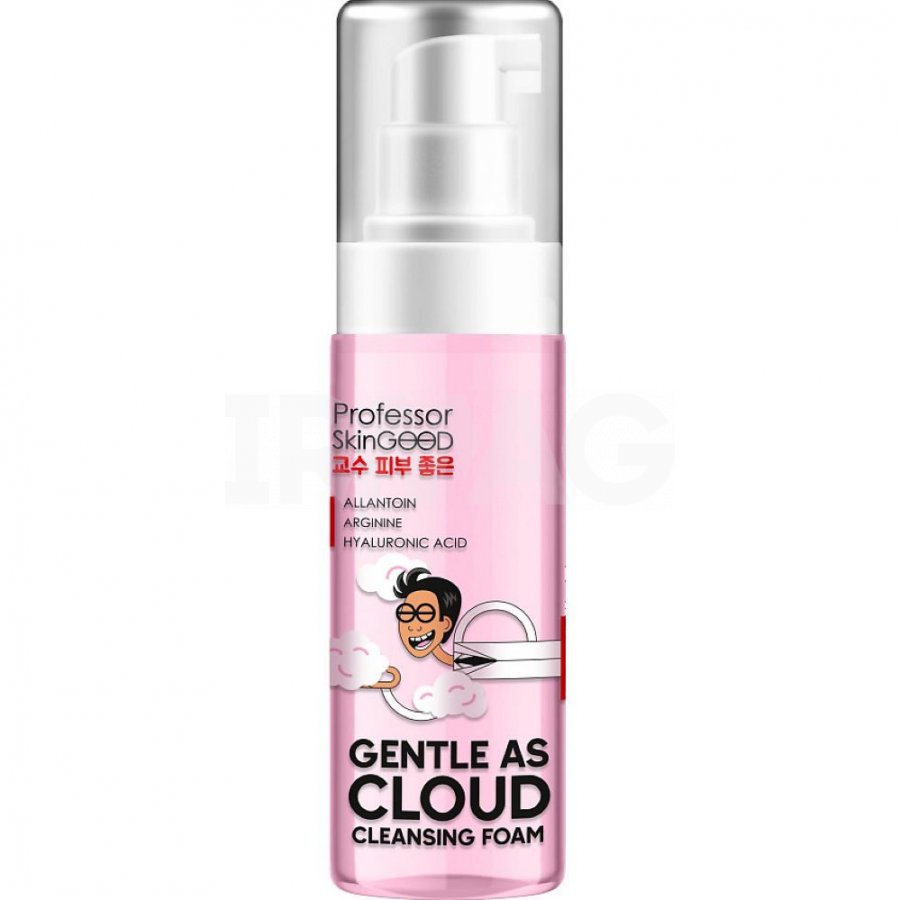 Professor
SkinGOOD
교수 피부 좋은
ALLANTOIN
ARGININE
HYALURONIC ACID
GENTLE AS
CLOUD
CLEANSING FOAM